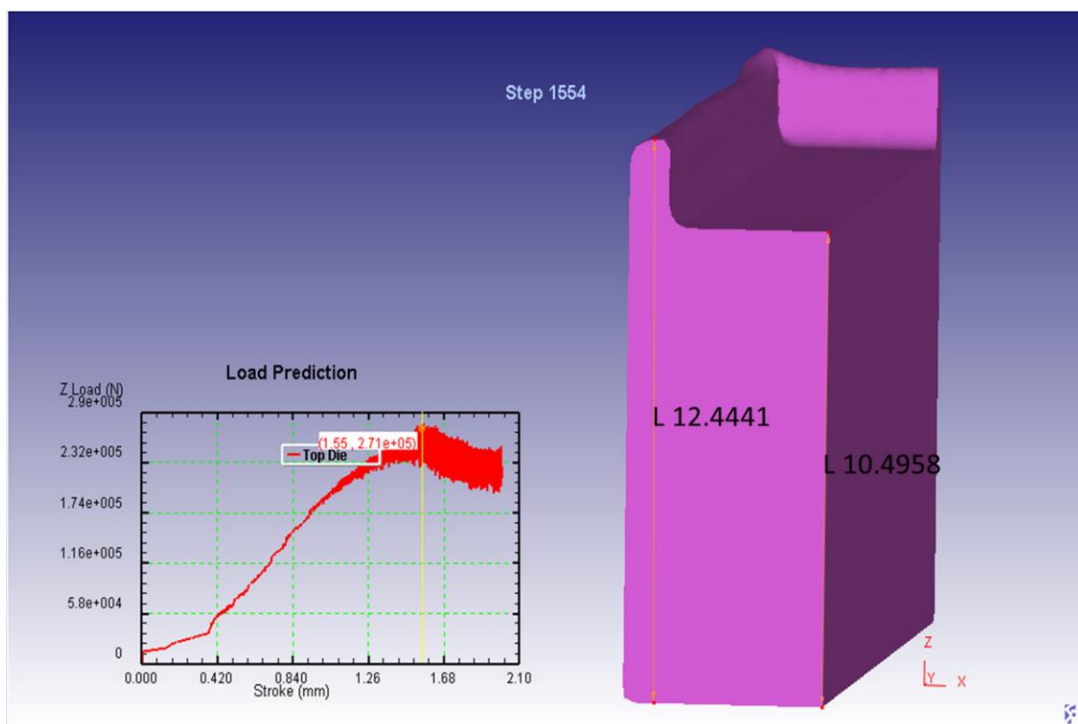 Step 1554
Load Prediction
Z Load (N)
2.9e+005
2.32e+005
1.74e+005
1.16e+005
5.8e+004
0
(1.55 , 2.71e+05)
Top Die
0.000 0.420 0.840 1.26 1.68 2.10
Stroke (mm)
L 12.4441
L 10.4958
Z
Y X